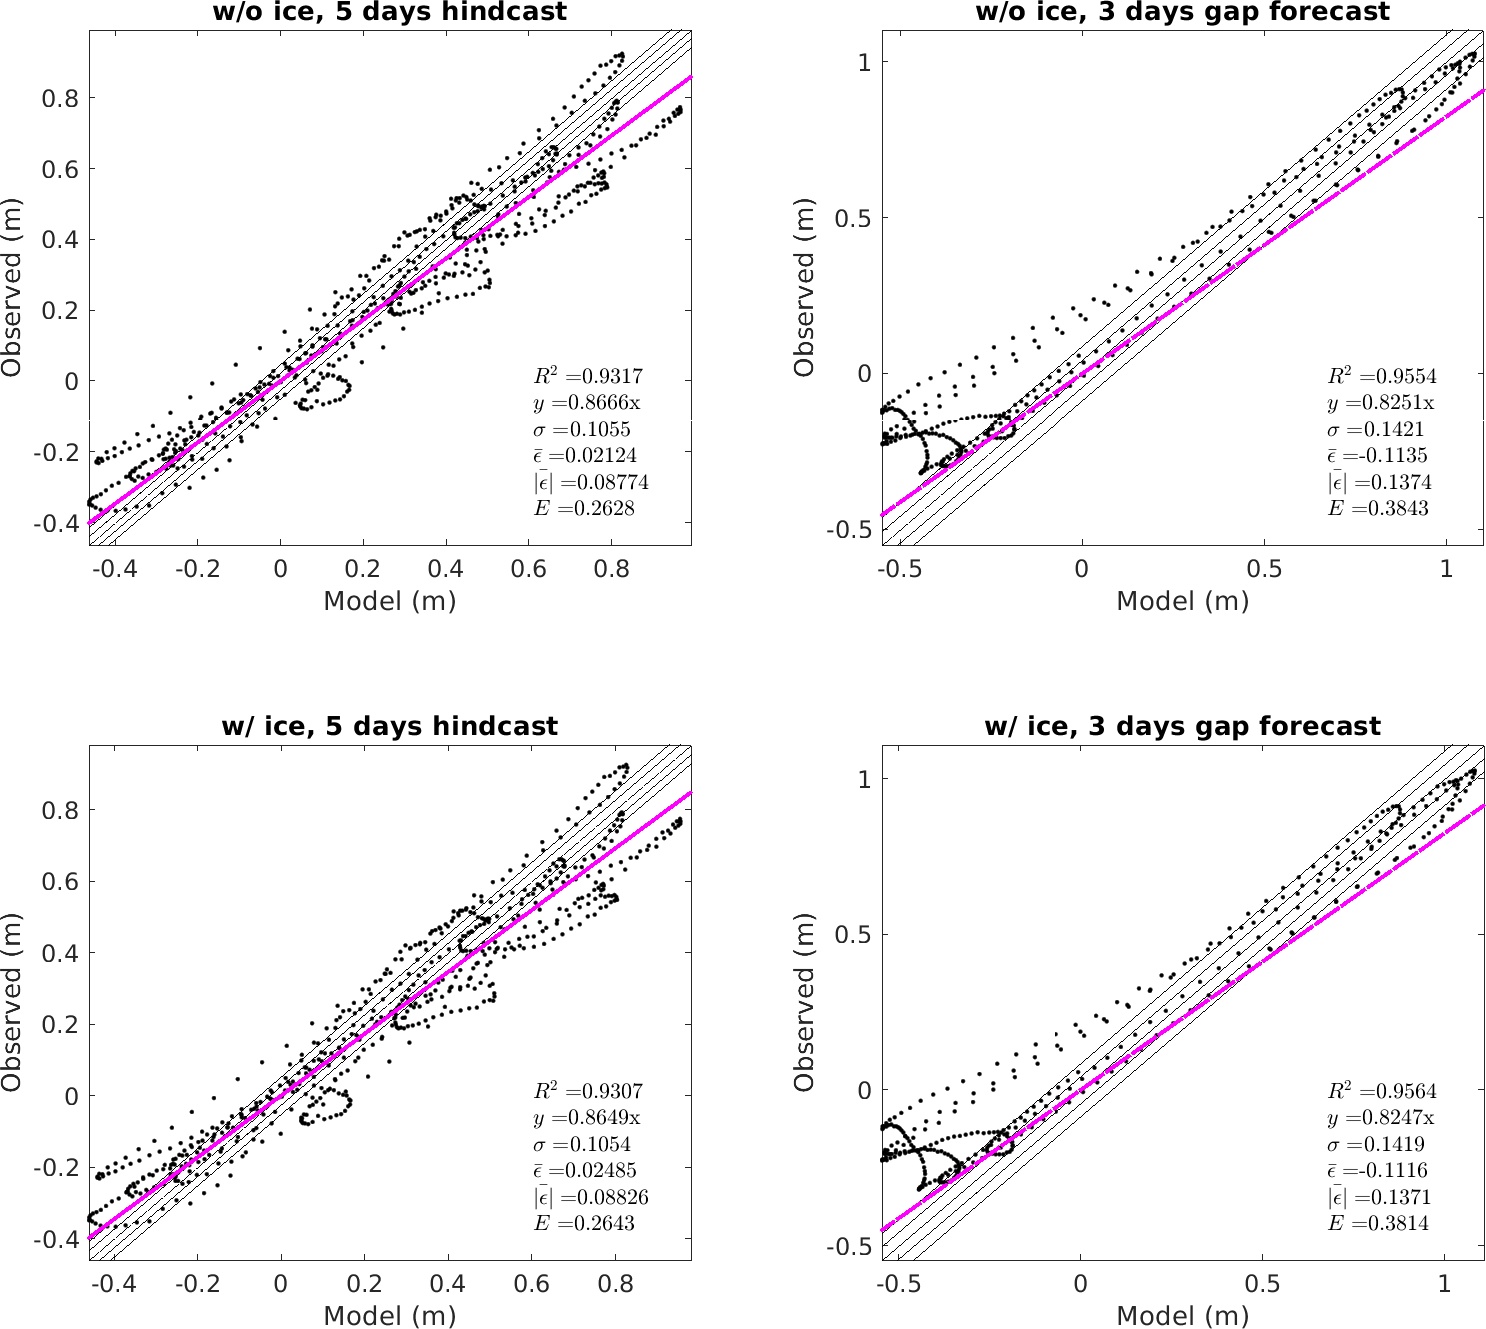 w/o ice, 5 days hindcast
Observed (m)
0.8
0.6
0.4
0.2
0
-0.2
-0.4
R² =0.9317
y =0.8666x
σ =0.1055
ε̄ =0.02124
|ε̄| =0.08774
E =0.2628
-0.4 -0.2 0 0.2 0.4 0.6 0.8
Model (m)
w/o ice, 3 days gap forecast
Observed (m)
1
0.5
0
-0.5
R² =0.9554
y =0.8251x
σ =0.1421
ε̄ =-0.1135
|ε̄| =0.1374
E =0.3843
-0.5 0 0.5 1
Model (m)
w/ ice, 5 days hindcast
Observed (m)
0.8
0.6
0.4
0.2
0
-0.2
-0.4
R² =0.9307
y =0.8649x
σ =0.1054
ε̄ =0.02485
|ε̄| =0.08826
E =0.2643
-0.4 -0.2 0 0.2 0.4 0.6 0.8
Model (m)
w/ ice, 3 days gap forecast
Observed (m)
1
0.5
0
-0.5
R² =0.9564
y =0.8247x
σ =0.1419
ε̄ =-0.1116
|ε̄| =0.1371
E =0.3814
-0.5 0 0.5 1
Model (m)